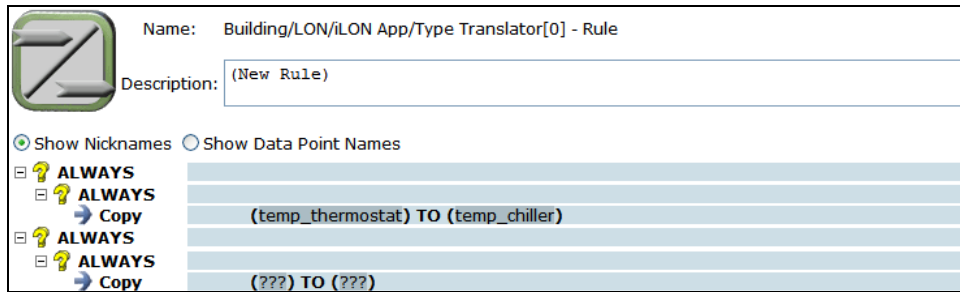 Name: Building/LON/iLON App/Type Translator[0] - Rule
Description: (New Rule)
Show Nicknames Show Data Point Names
ALWAYS
ALWAYS
Copy (temp_thermostat) TO (temp_chiller)
ALWAYS
ALWAYS
Copy (???) TO (???)